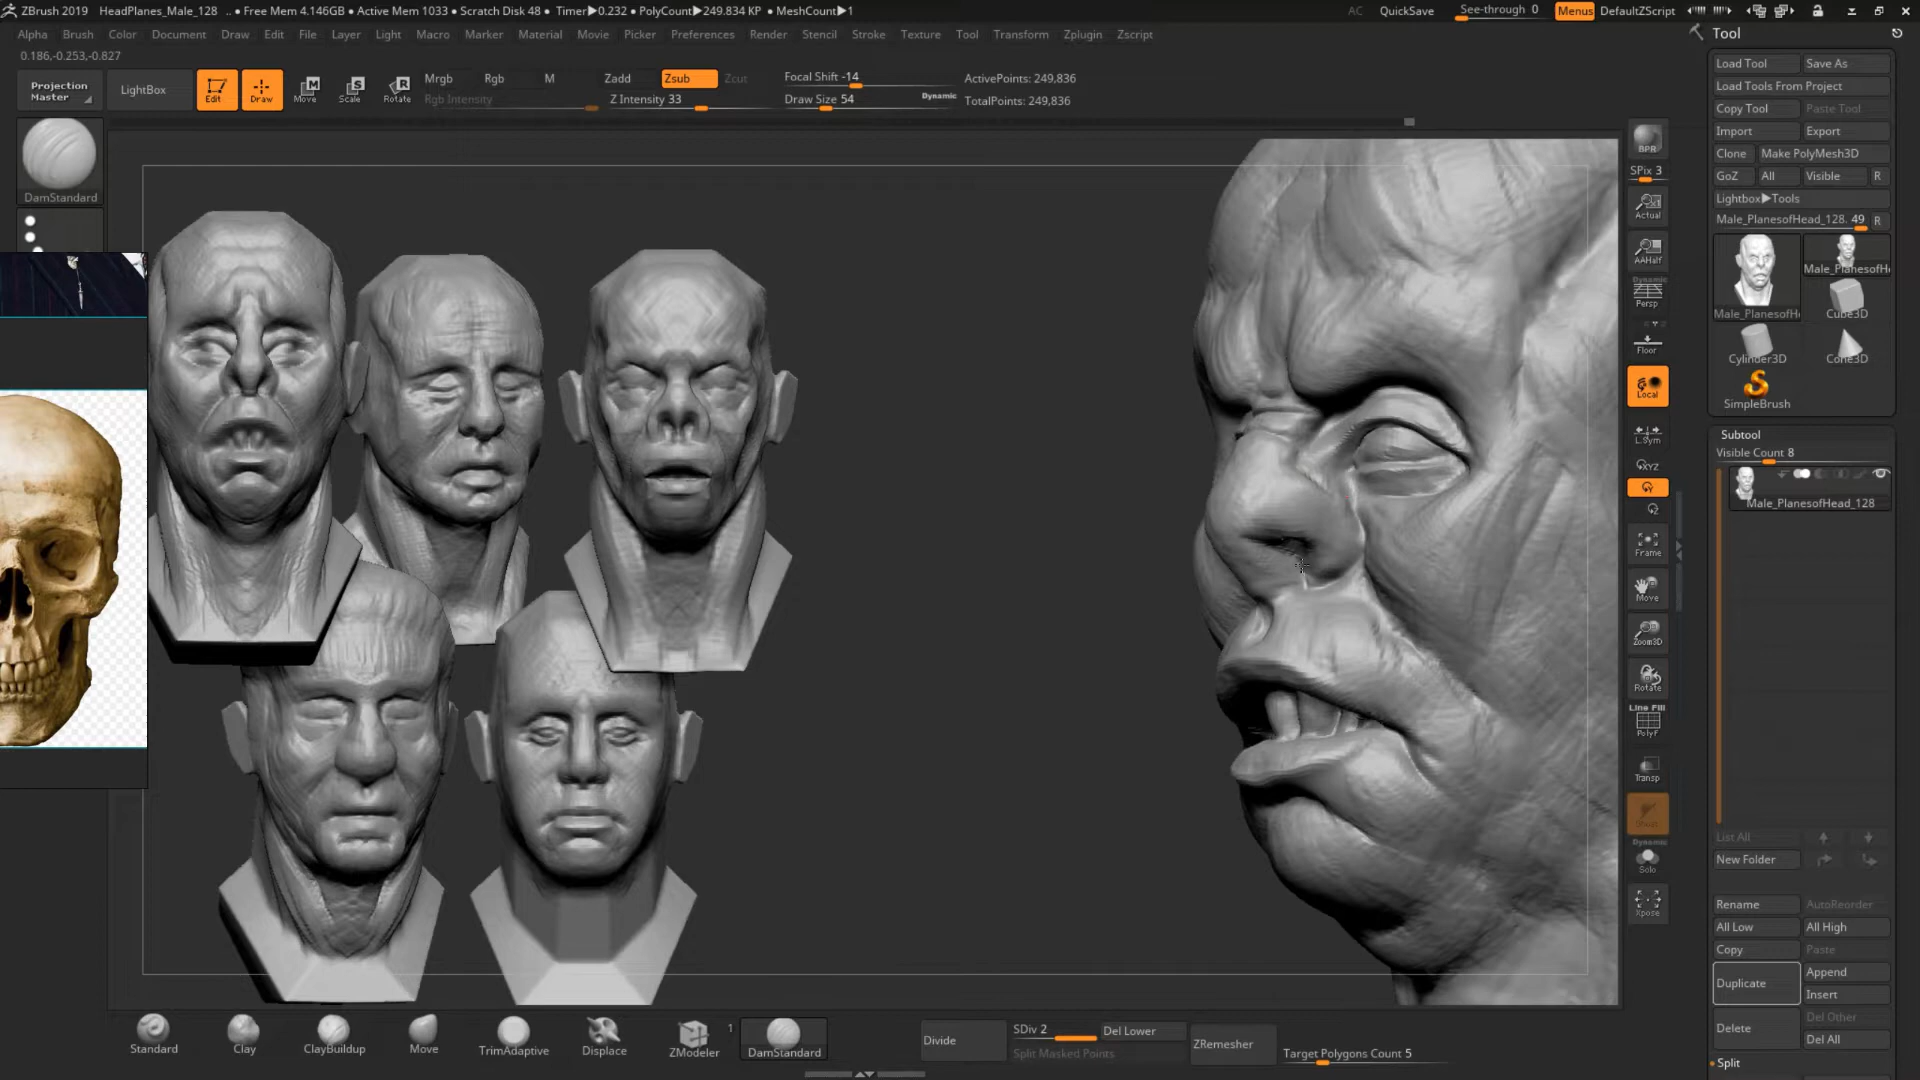 ZBrush 2019 HeadPlanes_Male_128 .. • Free Mem 4.146GB • Active Mem 1033 • Scratch Disk 48 • Timer▶0.232 • PolyCount▶249.834 KP • MeshCount▶1 AC QuickSave See-through 0 Menus DefaultZScript
Alpha Brush Color Document Draw Edit File Layer Light Macro Marker Material Movie Picker Preferences Render Stencil Stroke Texture Tool Transform Zplugin Zscript
0.186,-0.253,-0.827
Projection Master
LightBox
Edit
Draw
Move
Scale
Rotate
Mrgb Rgb M
Rgb Intensity
Zadd Zsub Zcut
Z Intensity 33
Focal Shift -14
Draw Size 54
Dynamic
ActivePoints: 249,836
TotalPoints: 249,836
DamStandard
BPR
SPix 3
Actual
AAHalf
Dynamic
Persp
Floor
Local
L.Sym
XYZ
Y
Z
Frame
Move
Zoom3D
Rotate
Line Fill
PolyF
Transp
Dynamic
Solo
Xpose
Tool
Load Tool Save As
Load Tools From Project
Copy Tool Paste Tool
Import Export
Clone Make PolyMesh3D
GoZ All Visible R
Lightbox▶Tools
Male_PlanesofHead_128. 49 R
Male_PlanesofH
Male_PlanesofH
Cube3D
Cylinder3D
Cone3D
SimpleBrush
Subtool
Visible Count 8
Male_PlanesofHead_128
List All
New Folder
Rename AutoReorder
All Low All High
Copy Paste
Duplicate
Append
Insert
Delete
Del Other
Del All
Split
Standard
Clay
ClayBuildup
Move
TrimAdaptive
Displace
ZModeler
1
DamStandard
Divide
SDiv 2
Del Lower
Split Masked Points
ZRemesher
Target Polygons Count 5